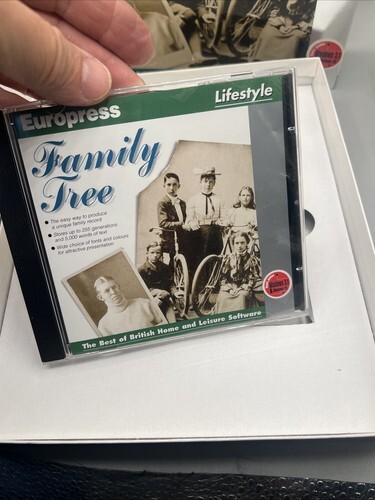 Europress
Lifestyle
Family
Tree
• The easy way to produce
a unique family record
• Stores up to 255 generations
and 5,000 words of text
• Wide choice of fonts and colours
for attractive presentation
The Best of British Home and Leisure Software